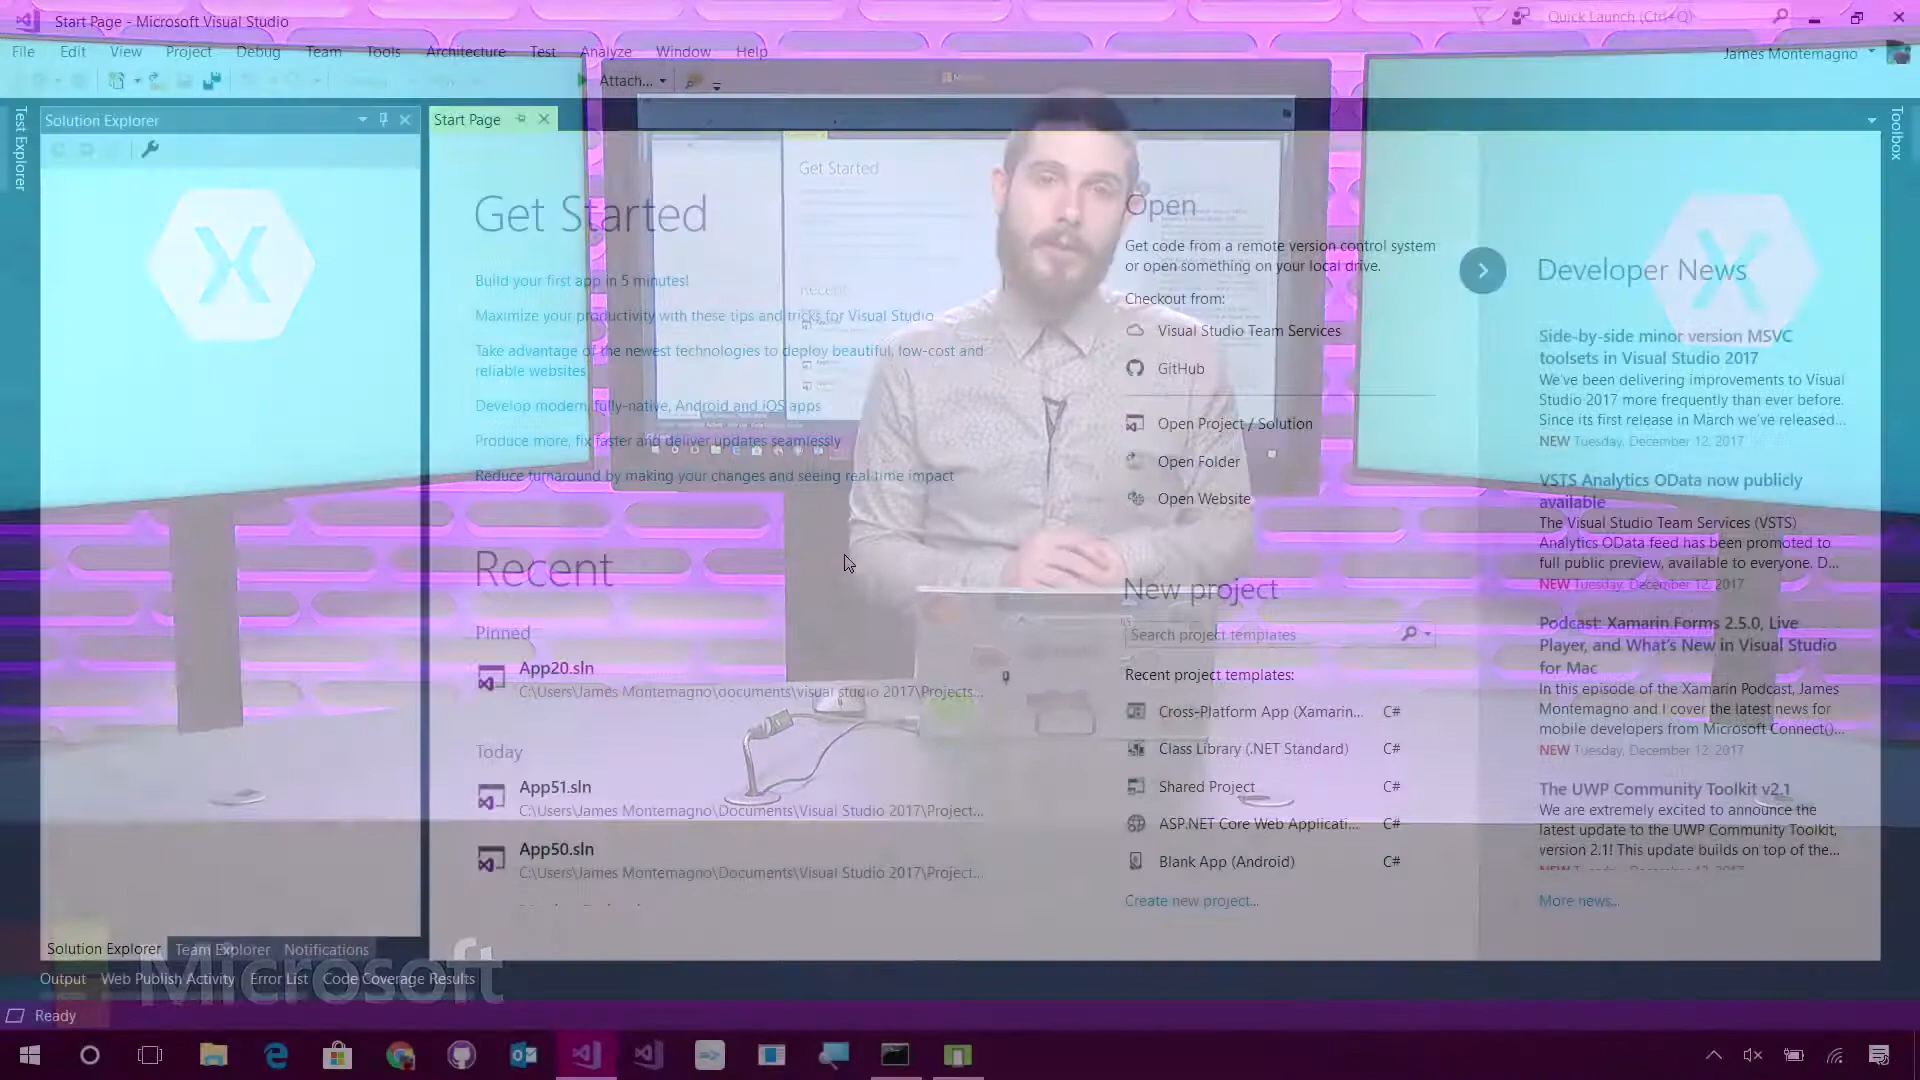 Start Page - Microsoft Visual Studio
Quick Launch (Ctrl+Q)
File Edit View Project Debug Team Tools Architecture Test Analyze Window Help
James Montemagno
Attach...
Test Explorer
Solution Explorer
Start Page
Toolbox
Get Started
Build your first app in 5 minutes!
Maximize your productivity with these tips and tricks for Visual Studio
Take advantage of the newest technologies to deploy beautiful, low-cost and
reliable websites
Develop modern, fully-native, Android and iOS apps
Produce more, fix faster and deliver updates seamlessly
Reduce turnaround by making your changes and seeing real-time impact
Get Started
Recent
Recent
Pinned
App20.sln
C:\Users\James Montemagno\documents\visual studio 2017\Projects...
Today
App51.sln
C:\Users\James Montemagno\Documents\Visual Studio 2017\Project...
App50.sln
C:\Users\James Montemagno\Documents\Visual Studio 2017\Project...
Open
Get code from a remote version control system
or open something on your local drive.
Checkout from:
Visual Studio Team Services
GitHub
Open Project / Solution
Open Folder
Open Website
New project
Search project templates
Recent project templates:
Cross-Platform App (Xamarin... C#
Class Library (.NET Standard) C#
Shared Project C#
ASP.NET Core Web Applicati... C#
Blank App (Android) C#
Create new project...
Developer News
Side-by-side minor version MSVC
toolsets in Visual Studio 2017
We've been delivering improvements to Visual
Studio 2017 more frequently than ever before.
Since its first release in March we've released...
NEW Tuesday, December 12, 2017
VSTS Analytics OData now publicly
available
The Visual Studio Team Services (VSTS)
Analytics OData feed has been promoted to
full public preview, available to everyone. D...
NEW Tuesday, December 12, 2017
Podcast: Xamarin.Forms 2.5.0, Live
Player, and What's New in Visual Studio
for Mac
In this episode of the Xamarin Podcast, James
Montemagno and I cover the latest news for
mobile developers from Microsoft Connect()...
NEW Tuesday, December 12, 2017
The UWP Community Toolkit v2.1
We are extremely excited to announce the
latest update to the UWP Community Toolkit,
version 2.1! This update builds on top of the...
More news...
Solution Explorer Team Explorer Notifications
Microsoft
Output Web Publish Activity Error List Code Coverage Results
Ready